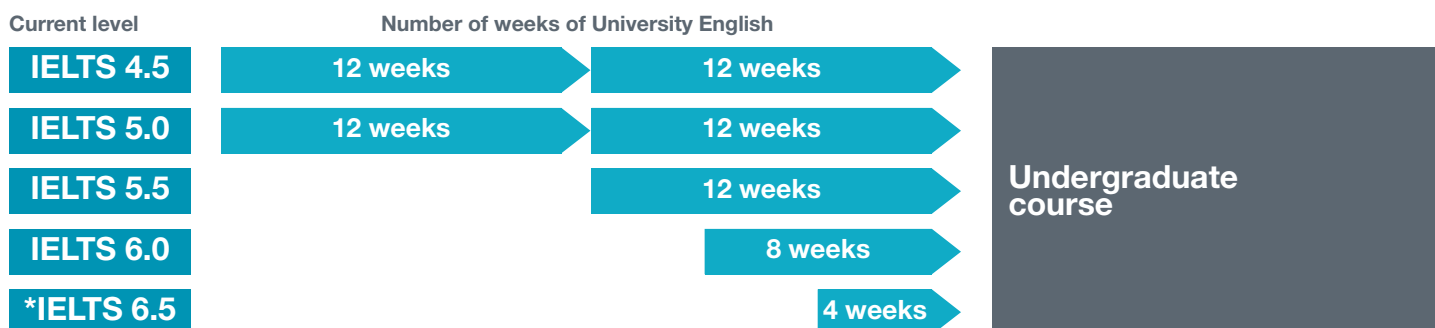 Current level Number of weeks of University English
IELTS 4.5 12 weeks 12 weeks
IELTS 5.0 12 weeks 12 weeks
IELTS 5.5 12 weeks
Undergraduate
course
IELTS 6.0 8 weeks
*IELTS 6.5 4 weeks